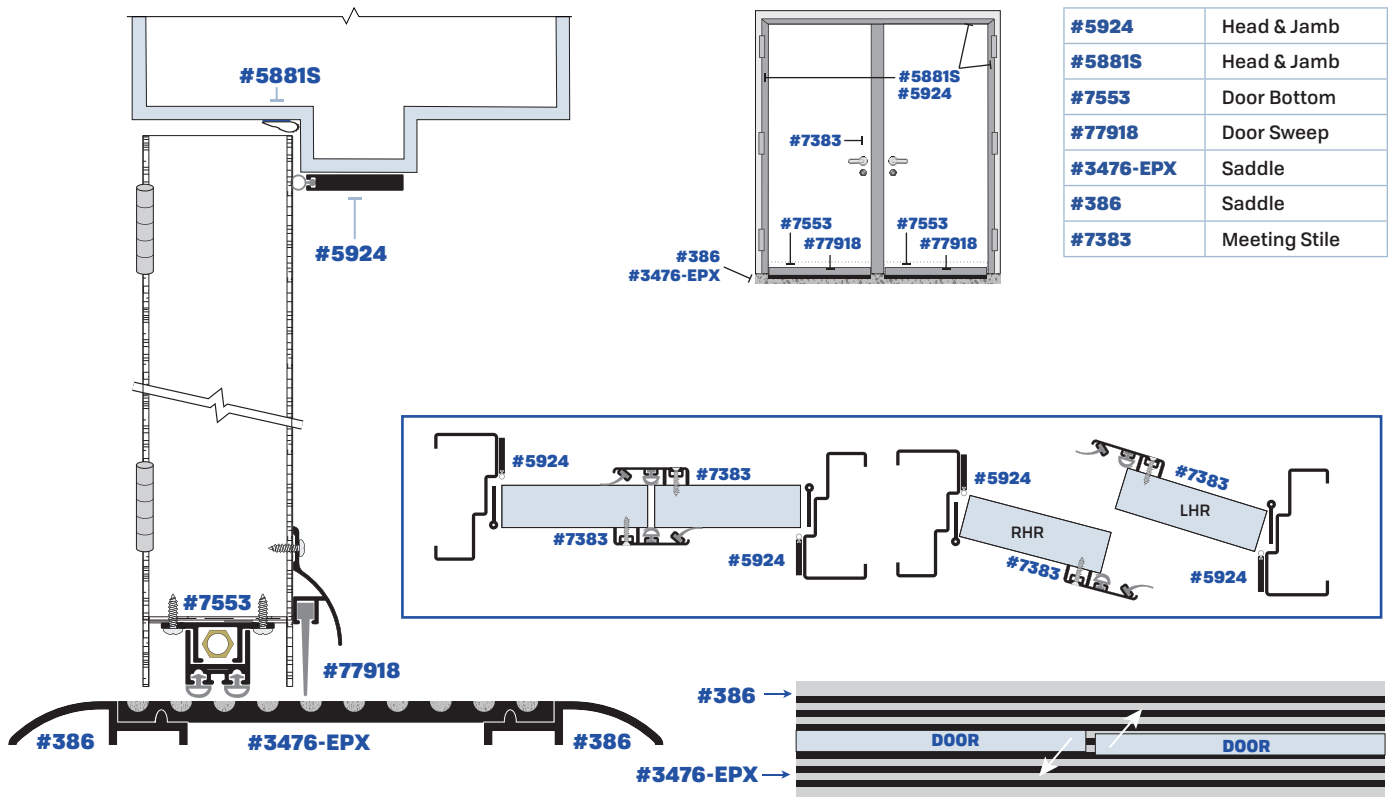 #5881S
#5924
#7553
#77918
#386
#3476-EPX
#386
#5881S
#5924
#7383
#7553
#7553
#77918
#77918
#386
#3476-EPX
#5924 Head & Jamb
#5881S Head & Jamb
#7553 Door Bottom
#77918 Door Sweep
#3476-EPX Saddle
#386 Saddle
#7383 Meeting Stile
#5924
#7383
#7383
#5924
#5924
RHR
#7383
#7383
LHR
#5924
#386
DOOR
DOOR
#3476-EPX